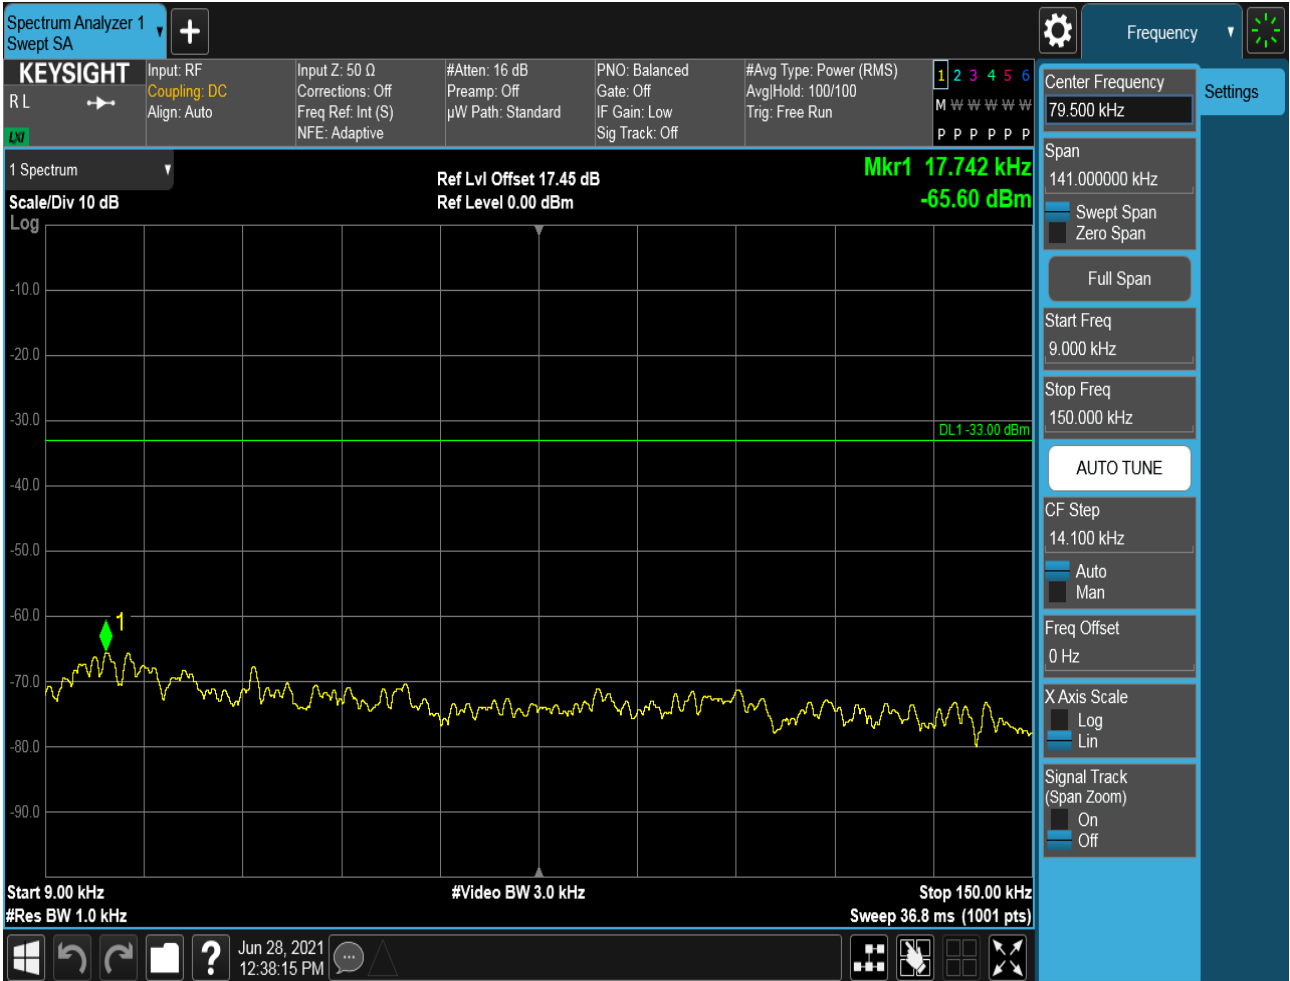 Spectrum Analyzer 1
Swept SA
Frequency
KEYSIGHT
R L
LXI
Input: RF
Coupling: DC
Align: Auto
Input Z: 50 Ω
Corrections: Off
Freq Ref: Int (S)
NFE: Adaptive
#Atten: 16 dB
Preamp: Off
µW Path: Standard
PNO: Balanced
Gate: Off
IF Gain: Low
Sig Track: Off
#Avg Type: Power (RMS)
Avg|Hold: 100/100
Trig: Free Run
1 2 3 4 5 6
M W W W W W
P P P P P P
1 Spectrum
Scale/Div 10 dB
Log
Ref Lvl Offset 17.45 dB
Ref Level 0.00 dBm
Mkr1 17.742 kHz
-65.60 dBm
-10.0
-20.0
-30.0
DL1 -33.00 dBm
-40.0
-50.0
-60.0
1
-70.0
-80.0
-90.0
Start 9.00 kHz
#Res BW 1.0 kHz
#Video BW 3.0 kHz
Stop 150.00 kHz
Sweep 36.8 ms (1001 pts)
Center Frequency
79.500 kHz
Settings
Span
141.000000 kHz
Swept Span
Zero Span
Full Span
Start Freq
9.000 kHz
Stop Freq
150.000 kHz
AUTO TUNE
CF Step
14.100 kHz
Auto
Man
Freq Offset
0 Hz
X Axis Scale
Log
Lin
Signal Track
(Span Zoom)
On
Off
?
Jun 28, 2021
12:38:15 PM